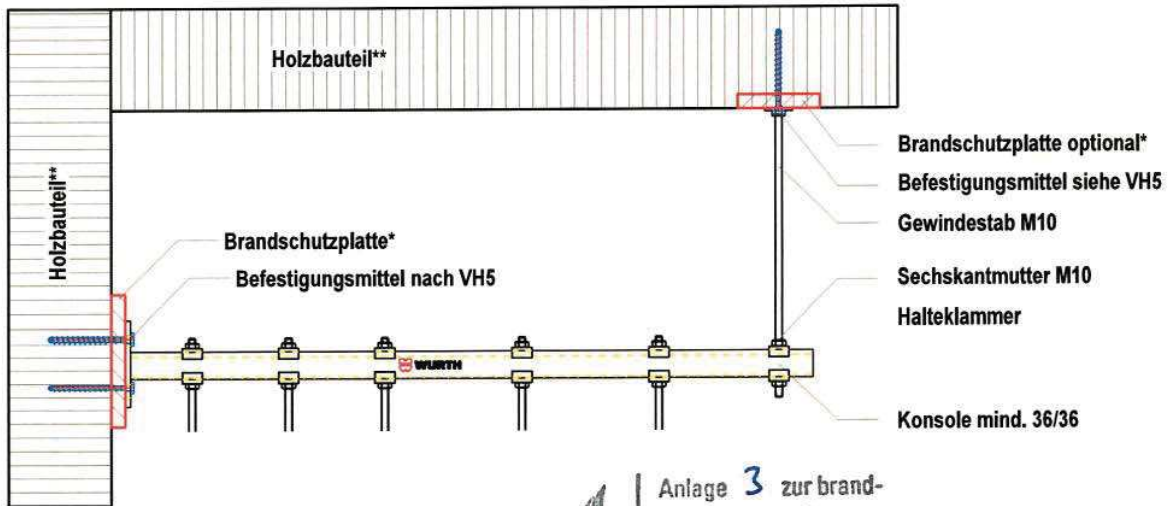 Holzbauteil**
Brandschutzplatte optional*
Befestigungsmittel siehe VH5
Gewindestab M10
Holzbauteil**
Brandschutzplatte*
Befestigungsmittel nach VH5
Sechskantmutter M10
Halteklammer
WURTH
Konsole mind. 36/36
Anlage 3 zur brand-